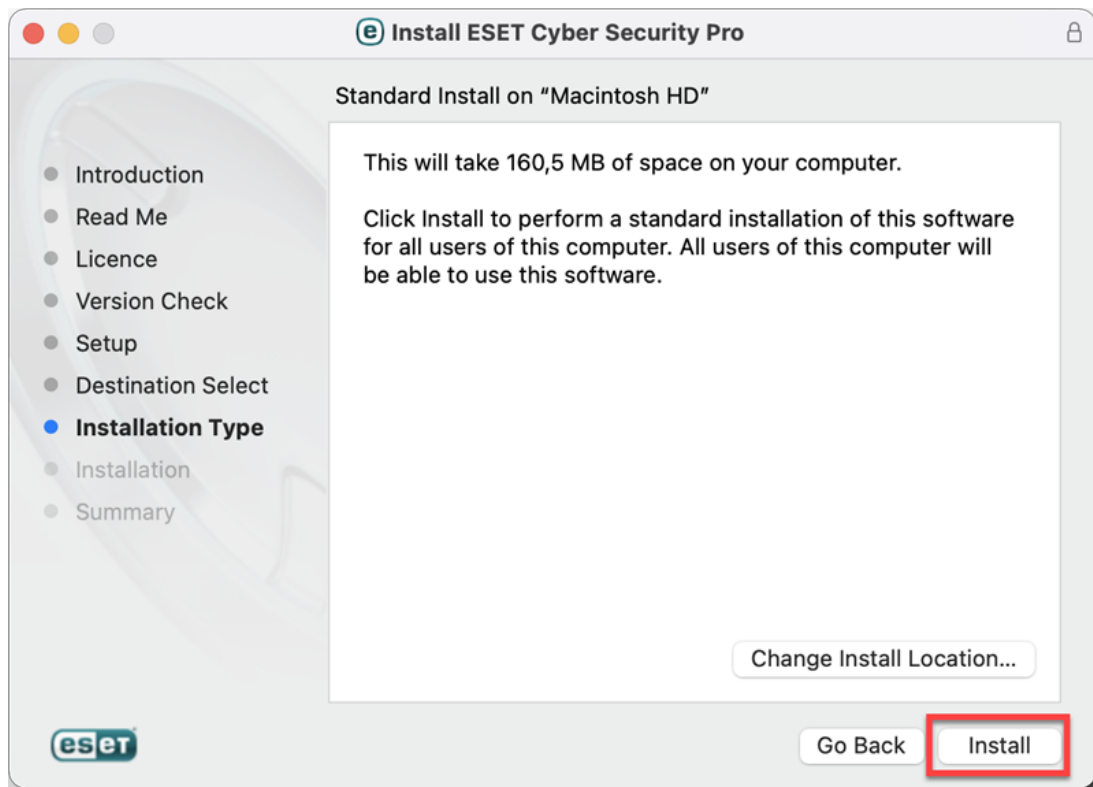 Install ESET Cyber Security Pro
Standard Install on “Macintosh HD”
Introduction
Read Me
Licence
Version Check
Setup
Destination Select
Installation Type
Installation
Summary
This will take 160,5 MB of space on your computer.
Click Install to perform a standard installation of this software
for all users of this computer. All users of this computer will
be able to use this software.
Change Install Location...
eseT
Go Back
Install